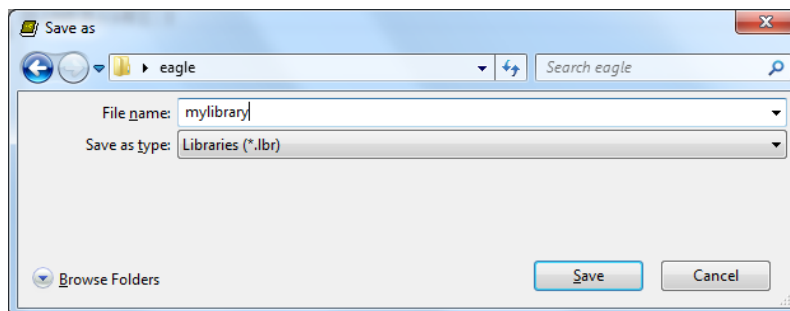 Save as
eagle
Search eagle
File name: mylibrary
Save as type: Libraries (*.lbr)
Browse Folders
Save
Cancel